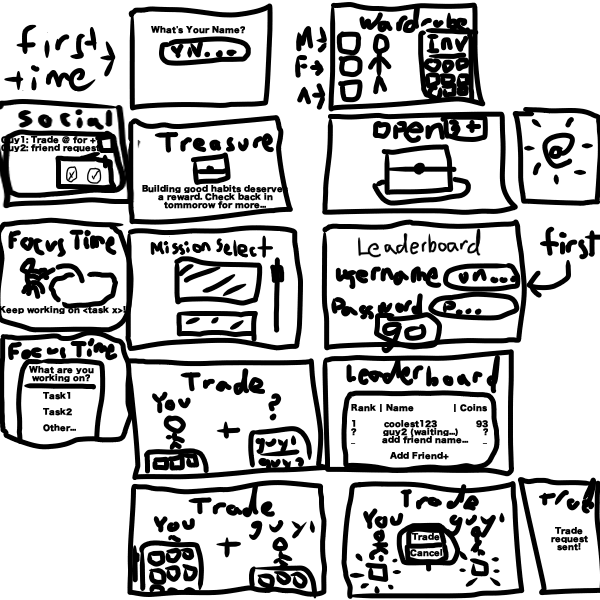 first
time
What's Your Name?
un...
Wardrobe
M
F
A
Inv
Social
Guy1: Trade @ for +
Guy2: friend request
Treasure
Building good habits deserve
a reward. Check back in
tommorow for more...
open
3+
Focus Time
Keep working on <task x>!
Mission Select
Leaderboard
username
un...
Password
P...
go
first
Focus Time
What are you
working on?
Task1
Task2
Other...
Trade
You
?
+
guy1
guy2
Leaderboard
Rank | Name | Coins
1 coolest123 93
? guy2 (waiting...) ?
_ add friend name... _
Add Friend+
Trade
You
guy1
+
Trade
You
guy1
Trade
Cancel
Trad
Trade
request
sent!